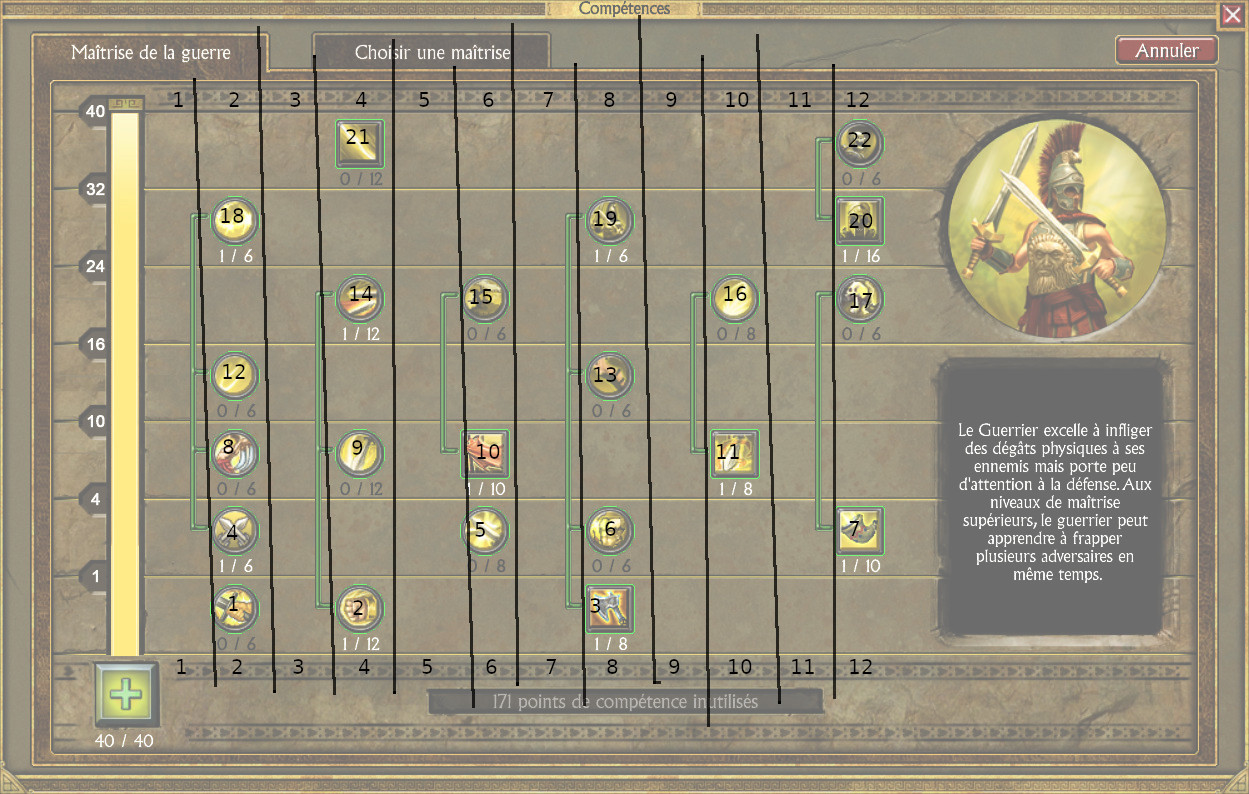 Compétences
Maîtrise de la guerre
Choisir une maîtrise
Annuler
1 2 3 4 5 6 7 8 9 10 11 12
40
21
22
0 / 12
0 / 6
32
18
19
20
1 / 6
1 / 6
1 / 16
24
14
15
16
17
1 / 12
0 / 6
0 / 8
0 / 6
16
12
13
0 / 6
0 / 6
10
8
9
10
11
0 / 6
0 / 12
1 / 10
1 / 8
4
4
5
6
7
1 / 6
0 / 8
0 / 6
1 / 10
1
1
2
3
0 / 6
1 / 12
1 / 8
1 2 3 4 5 6 7 8 9 10 11 12
171 points de compétence inutilisés
40 / 40
Le Guerrier excelle à infliger
des dégâts physiques à ses
ennemis mais porte peu
d'attention à la défense. Aux
niveaux de maîtrise
supérieurs, le guerrier peut
apprendre à frapper
plusieurs adversaires en
même temps.